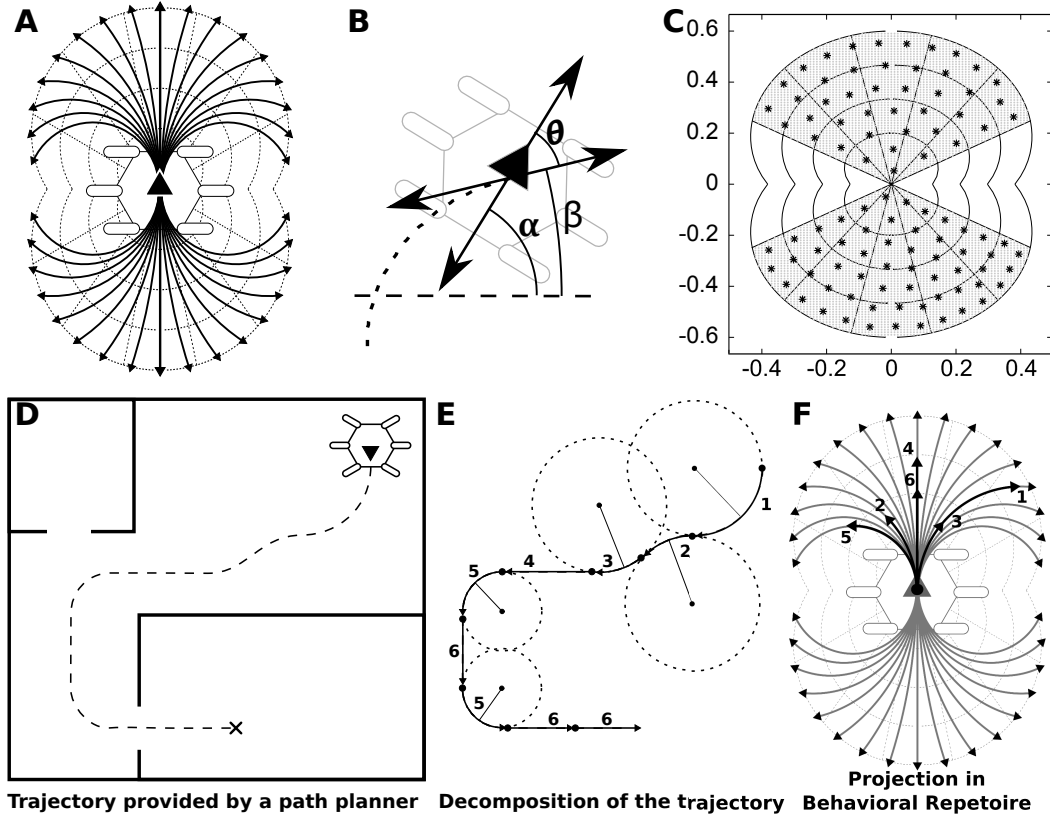 A
B
θ
α
β
C
0.6
0.4
0.2
0
-0.2
-0.4
-0.6
-0.4
-0.2
0
0.2
0.4
D
Trajectory provided by a path planner
E
1
2
3
4
5
6
5
6
6
Decomposition of the trajectory
F
4
6
2
3
1
5
Projection in
Behavioral Repetoire